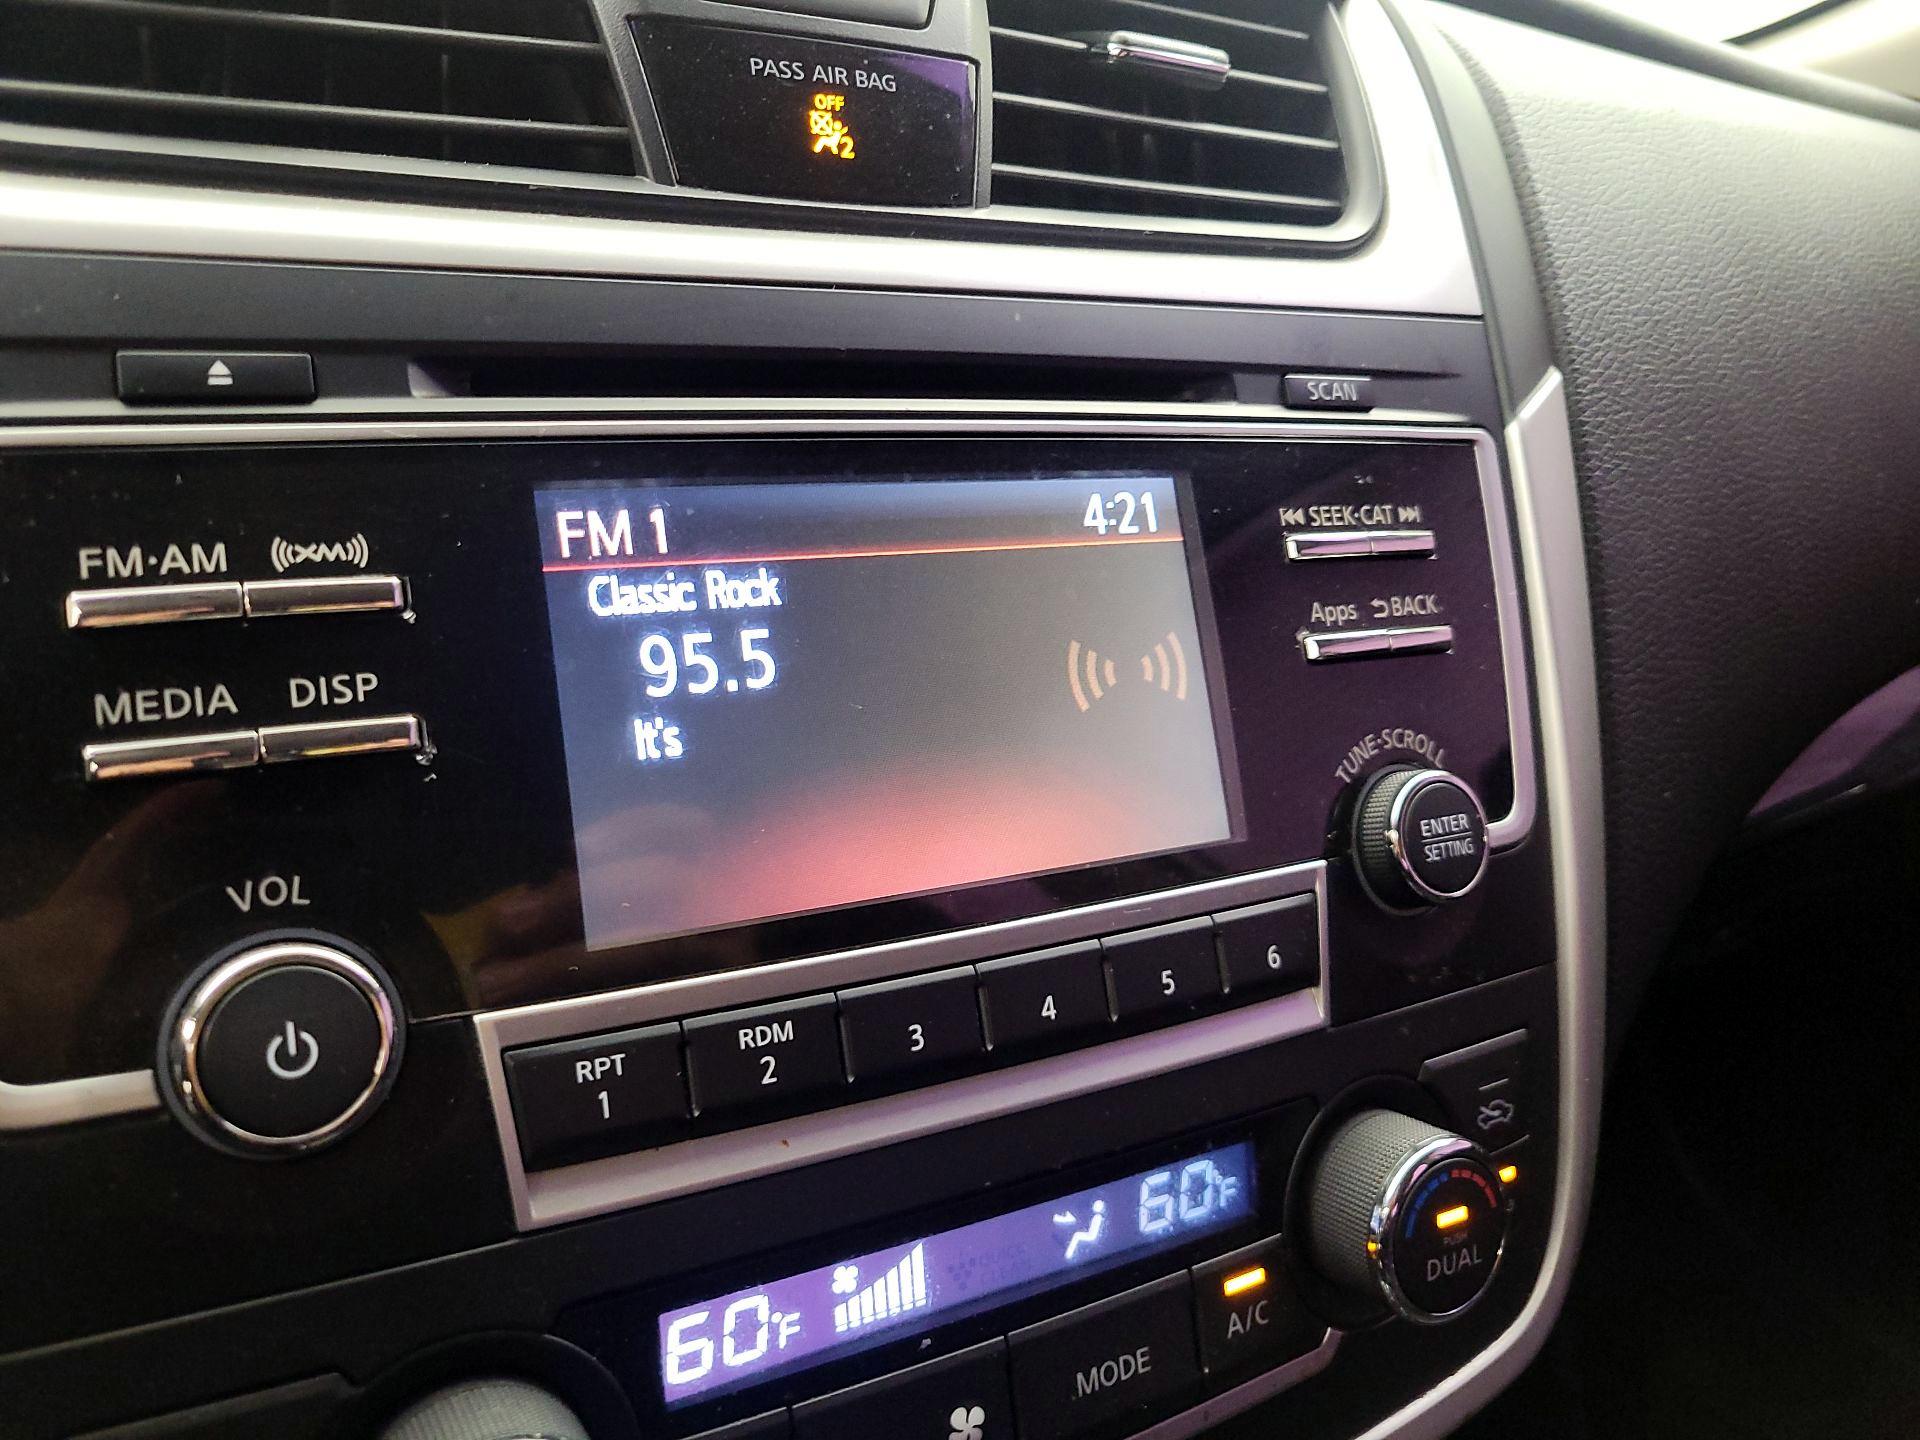 PASS AIR BAG
OFF
2
SCAN
FM 1 4:21
Classic Rock
95.5
It's
FM·AM XM
MEDIA DISP
VOL
SEEK·CAT
Apps BACK
TUNE·SCROLL
ENTER
SETTING
RPT
1
RDM
2
3
4
5
6
60°F
60°F
PUSH
DUAL
A/C
MODE